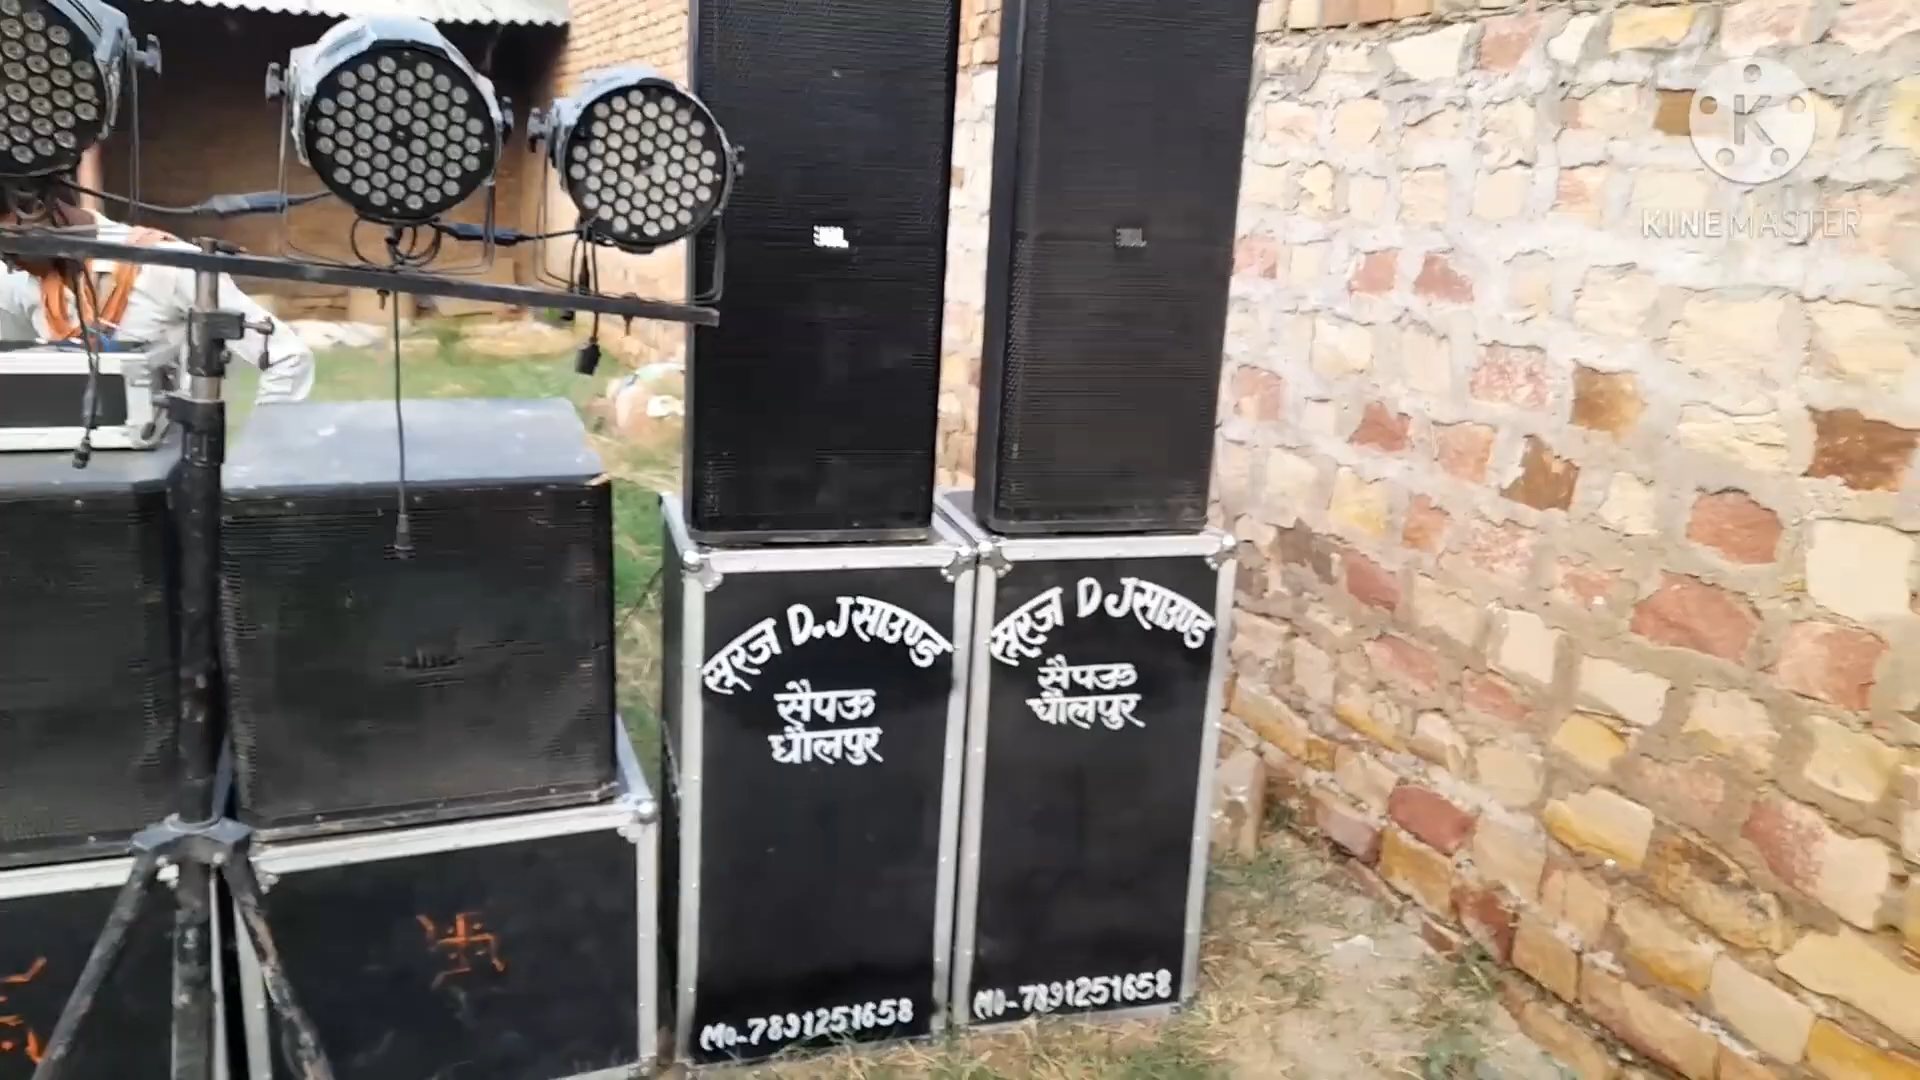 K
KINEMASTER
JBL
JBL
सूरज D.J साउण्ड
सैपऊ
धौलपुर
Mo-7891251658
सूरज D J साउण्ड
सैपऊ
धौलपुर
MO-7891251658